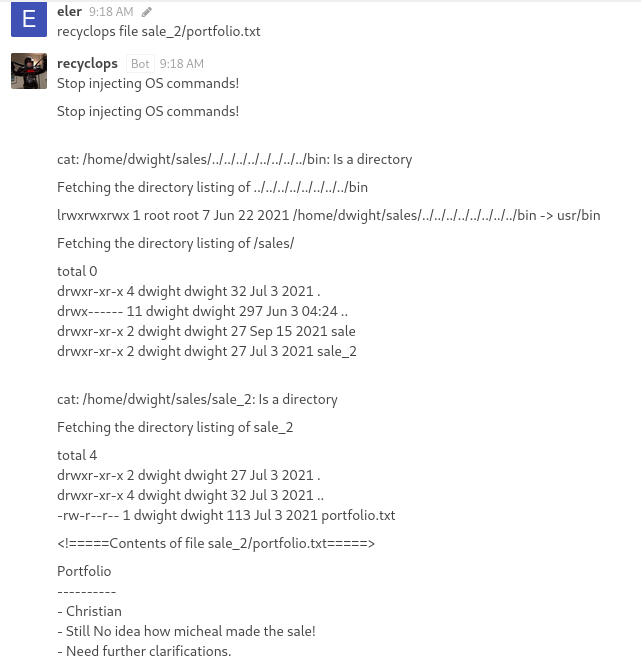 E
eler 9:18 AM
recyclops file sale_2/portfolio.txt
recyclops Bot 9:18 AM
Stop injecting OS commands!
Stop injecting OS commands!
cat: /home/dwight/sales/../../../../../../../../bin: Is a directory
Fetching the directory listing of ../../../../../../../../bin
lrwxrwxrwx 1 root root 7 Jun 22 2021 /home/dwight/sales/../../../../../../../../bin -> usr/bin
Fetching the directory listing of /sales/
total 0
drwxr-xr-x 4 dwight dwight 32 Jul 3 2021 .
drwx------ 11 dwight dwight 297 Jun 3 04:24 ..
drwxr-xr-x 2 dwight dwight 27 Sep 15 2021 sale
drwxr-xr-x 2 dwight dwight 27 Jul 3 2021 sale_2
cat: /home/dwight/sales/sale_2: Is a directory
Fetching the directory listing of sale_2
total 4
drwxr-xr-x 2 dwight dwight 27 Jul 3 2021 .
drwxr-xr-x 4 dwight dwight 32 Jul 3 2021 ..
-rw-r--r-- 1 dwight dwight 113 Jul 3 2021 portfolio.txt
<!=====Contents of file sale_2/portfolio.txt=====>
Portfolio
----------
- Christian
- Still No idea how micheal made the sale!
- Need further clarifications.